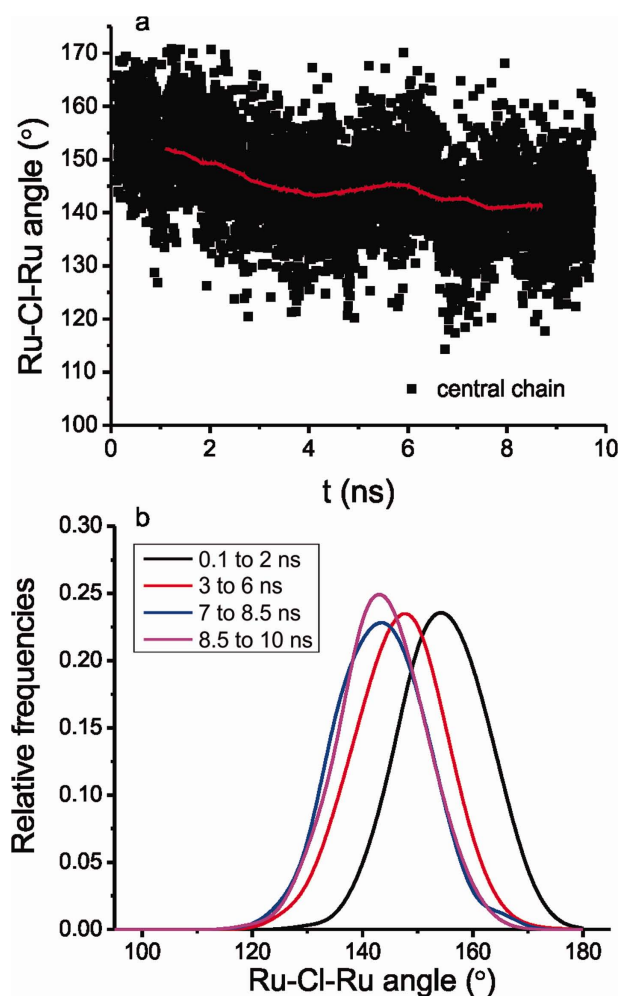 a
170
160
150
140
130
120
110
100
Ru-Cl-Ru angle (°)
central chain
0 2 4 6 8 10
t (ns)
b
0.30
0.25
0.20
0.15
0.10
0.05
0.00
Relative frequencies
0.1 to 2 ns
3 to 6 ns
7 to 8.5 ns
8.5 to 10 ns
100 120 140 160 180
Ru-Cl-Ru angle (°)